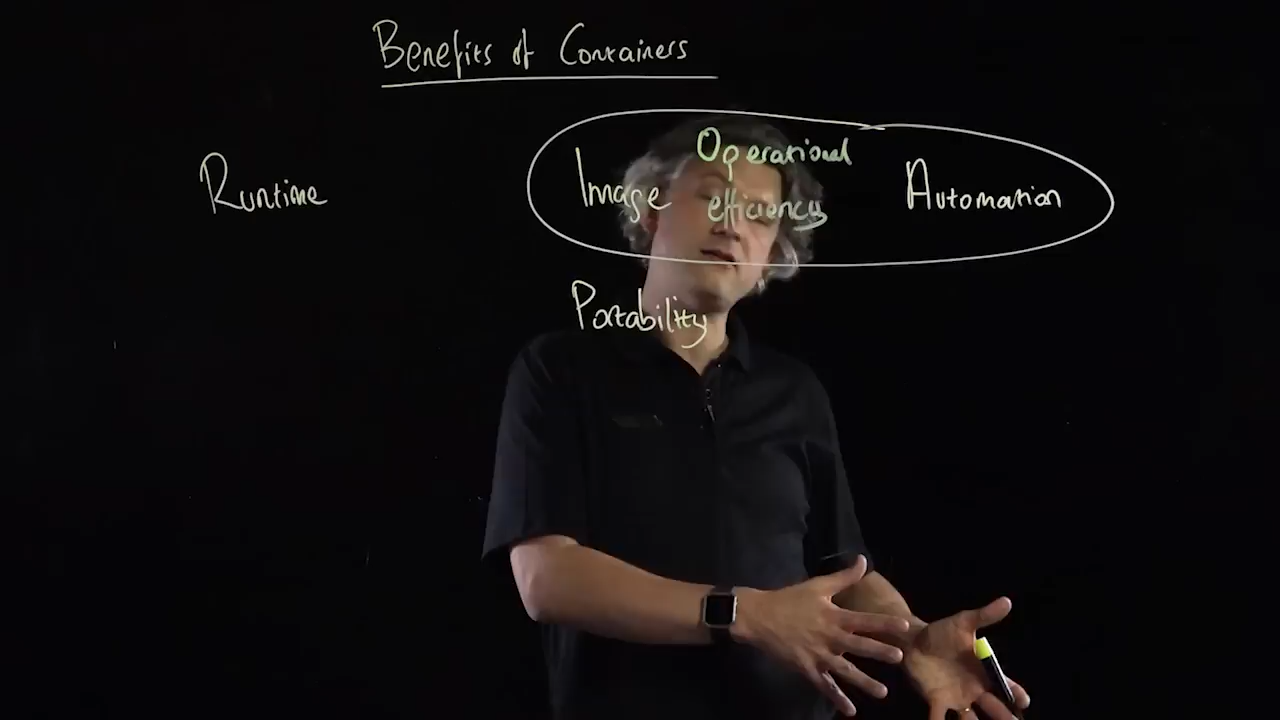 Benefits of Containers
Runtime
Image
Operational
efficiency
Automation
Portability